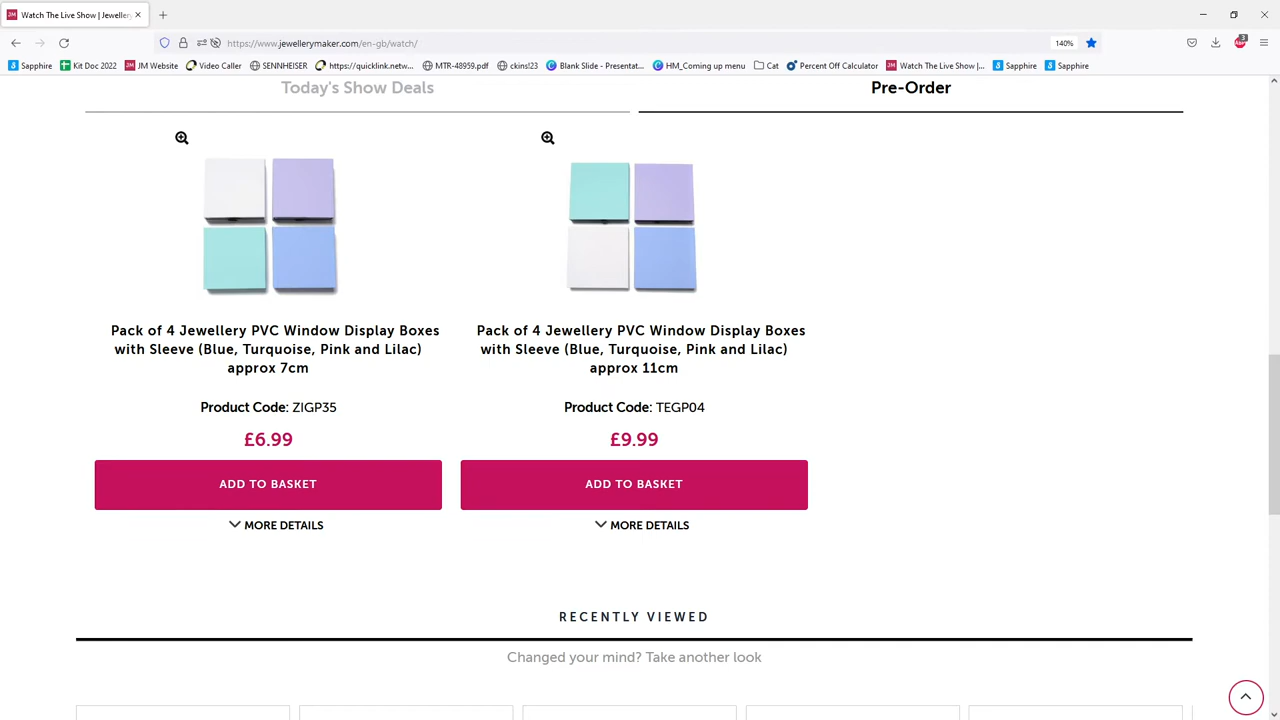 Watch The Live Show | Jeweller
https://www.jewellerymaker.com/en-gb/watch/
140%
3
Sapphire
Kit Doc 2022
JM Website
Video Caller
SENNHEISER
https://quicklink.netw...
MTR-48959.pdf
ckins!23
Blank Slide - Presentat...
HM_Coming up menu
Cat
Percent Off Calculator
Watch The Live Show |...
Sapphire
Sapphire
Today's Show Deals
Pre-Order
Pack of 4 Jewellery PVC Window Display Boxes
with Sleeve (Blue, Turquoise, Pink and Lilac)
approx 7cm
Product Code: ZIGP35
£6.99
ADD TO BASKET
MORE DETAILS
Pack of 4 Jewellery PVC Window Display Boxes
with Sleeve (Blue, Turquoise, Pink and Lilac)
approx 11cm
Product Code: TEGP04
£9.99
ADD TO BASKET
MORE DETAILS
RECENTLY VIEWED
Changed your mind? Take another look